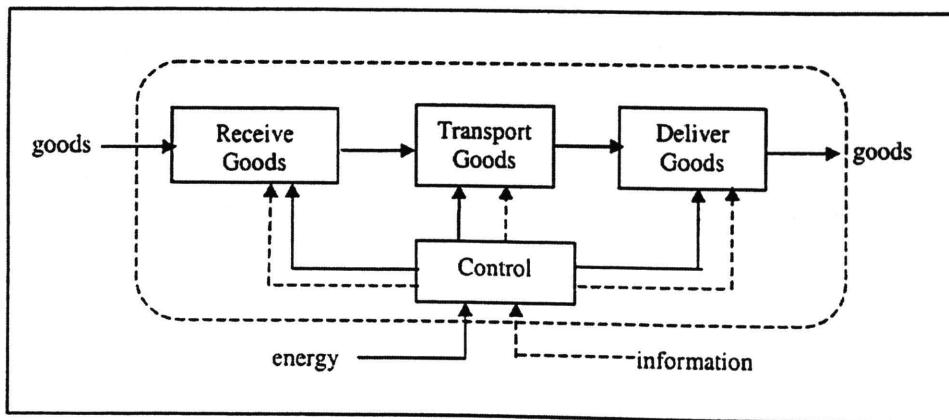 goods
Receive
Goods
Transport
Goods
Deliver
Goods
goods
Control
energy
information